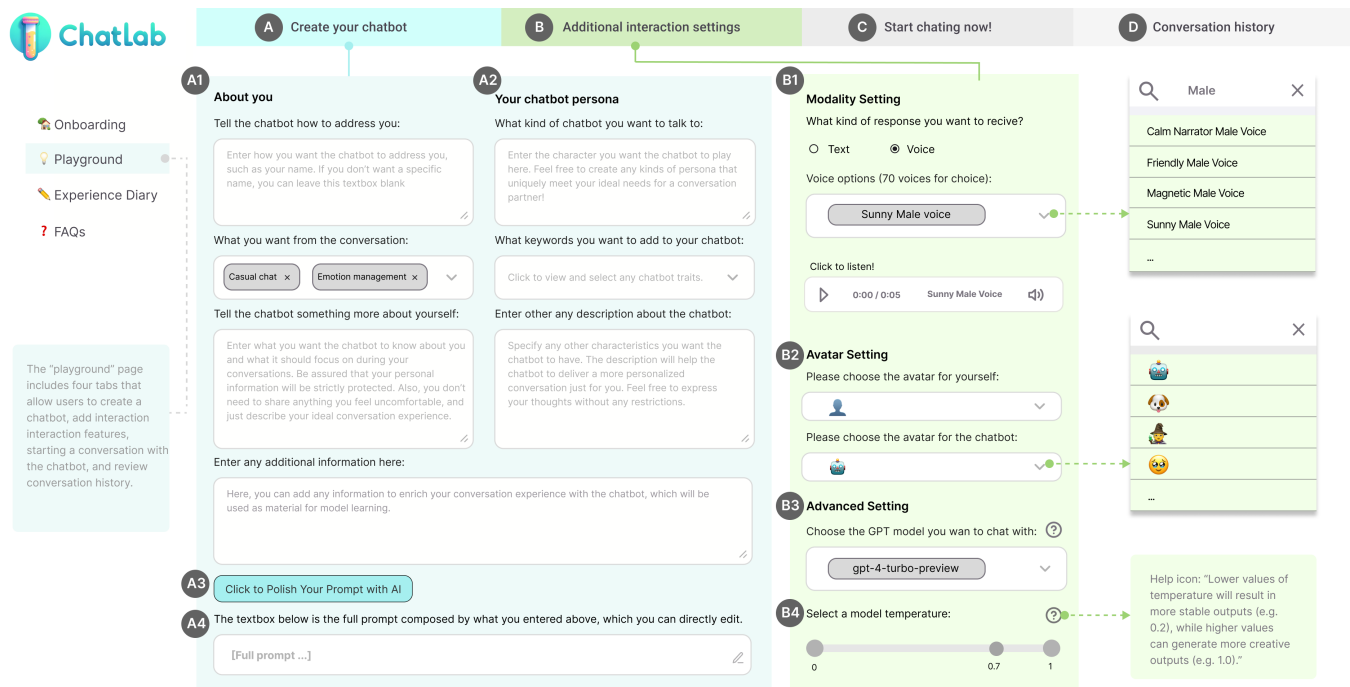 ChatLab
A Create your chatbot
B Additional interaction settings
C Start chating now!
D Conversation history
Onboarding
Playground
Experience Diary
FAQs
The "playground" page
includes four tabs that
allow users to create a
chatbot, add interaction
interaction features,
starting a conversation with
the chatbot, and review
conversation history.
A1
About you
Tell the chatbot how to address you:
Enter how you want the chatbot to address you,
such as your name. If you don't want a specific
name, you can leave this textbox blank
What you want from the conversation:
Casual chat ×
Emotion management ×
Tell the chatbot something more about yourself:
Enter what you want the chatbot to know about you
and what it should focus on during your
conversations. Be assured that your personal
information will be strictly protected. Also, you don't
need to share anything you feel uncomfortable, and
just describe your ideal conversation experience.
A2
Your chatbot persona
What kind of chatbot you want to talk to:
Enter the character you want the chatbot to play
here. Feel free to create any kinds of persona that
uniquely meet your ideal needs for a conversation
partner!
What keywords you want to add to your chatbot:
Click to view and select any chatbot traits.
Enter other any description about the chatbot:
Specify any other characteristics you want the
chatbot to have. The description will help the
chatbot to deliver a more personalized
conversation just for you. Feel free to express
your thoughts without any restrictions.
Enter any additional information here:
Here, you can add any information to enrich your conversation experience with the chatbot, which will be
used as material for model learning.
A3
Click to Polish Your Prompt with AI
A4
The textbox below is the full prompt composed by what you entered above, which you can directly edit.
[Full prompt ...]
B1
Modality Setting
What kind of response you want to recive?
Text
Voice
Voice options (70 voices for choice):
Sunny Male voice
Click to listen!
0:00 / 0:05 Sunny Male Voice
B2
Avatar Setting
Please choose the avatar for yourself:
Please choose the avatar for the chatbot:
B3
Advanced Setting
Choose the GPT model you wan to chat with: ?
gpt-4-turbo-preview
B4
Select a model temperature: ?
0 0.7 1
Male
Calm Narrator Male Voice
Friendly Male Voice
Magnetic Male Voice
Sunny Male Voice
...
...
Help icon: "Lower values of
temperature will result in
more stable outputs (e.g.
0.2), while higher values
can generate more creative
outputs (e.g. 1.0)."